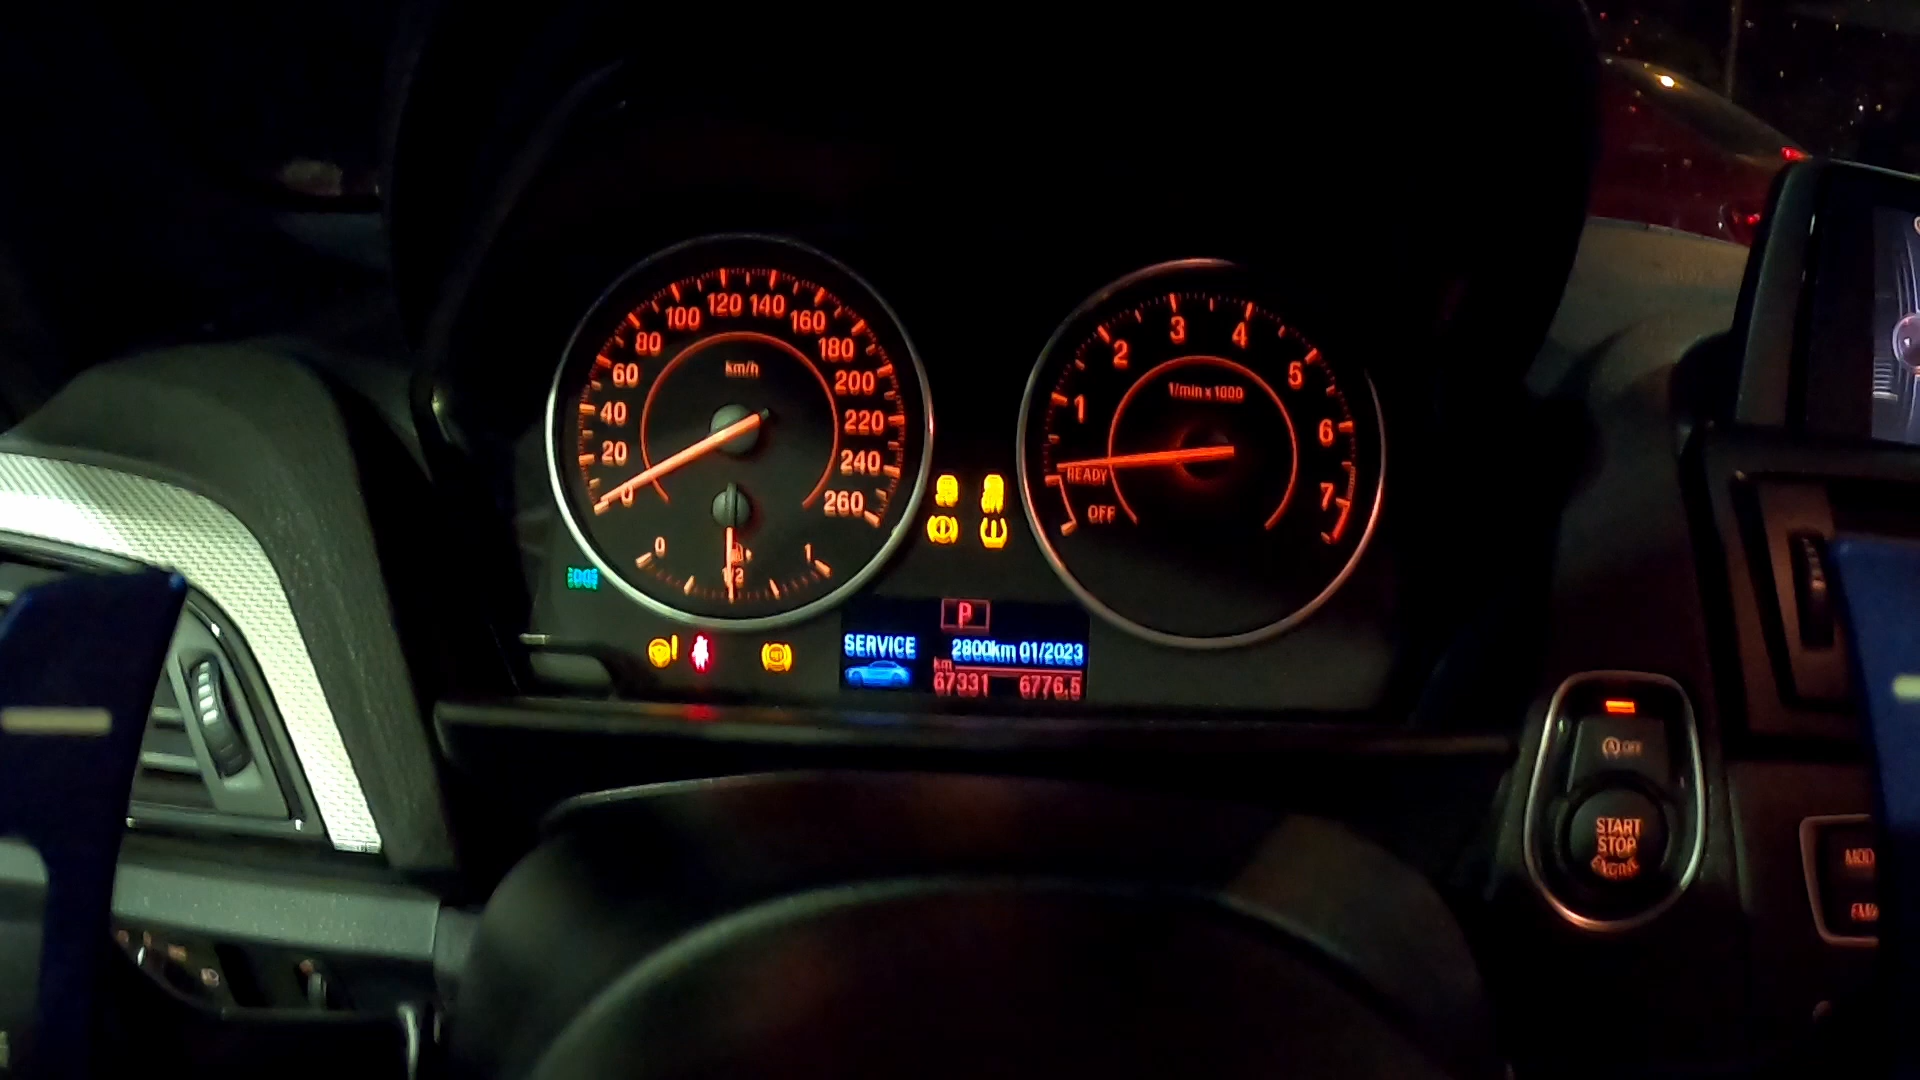 120 140
100 160
80 180
60 200
40 220
20 240
0 260
km/h
0 1/2 1
3 4
2 5
1 6
7
1/min x 1000
READY
OFF
P
SERVICE 2800km 01/2023
km
67331 6776.5
A OFF
START
STOP
ENGINE
MOD